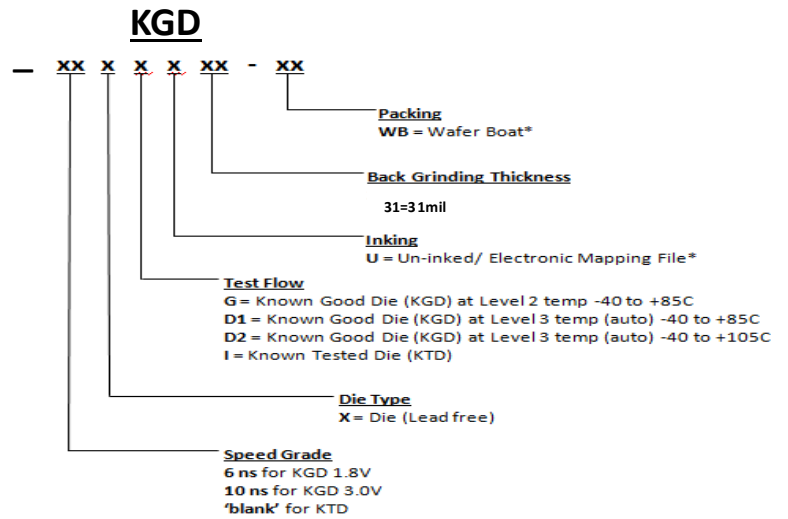 KGD
– xx x x x xx - xx
Packing
WB = Wafer Boat*
Back Grinding Thickness
31=31mil
Inking
U = Un-inked/ Electronic Mapping File*
Test Flow
G = Known Good Die (KGD) at Level 2 temp -40 to +85C
D1 = Known Good Die (KGD) at Level 3 temp (auto) -40 to +85C
D2 = Known Good Die (KGD) at Level 3 temp (auto) -40 to +105C
I = Known Tested Die (KTD)
Die Type
X = Die (Lead free)
Speed Grade
6 ns for KGD 1.8V
10 ns for KGD 3.0V
‘blank’ for KTD